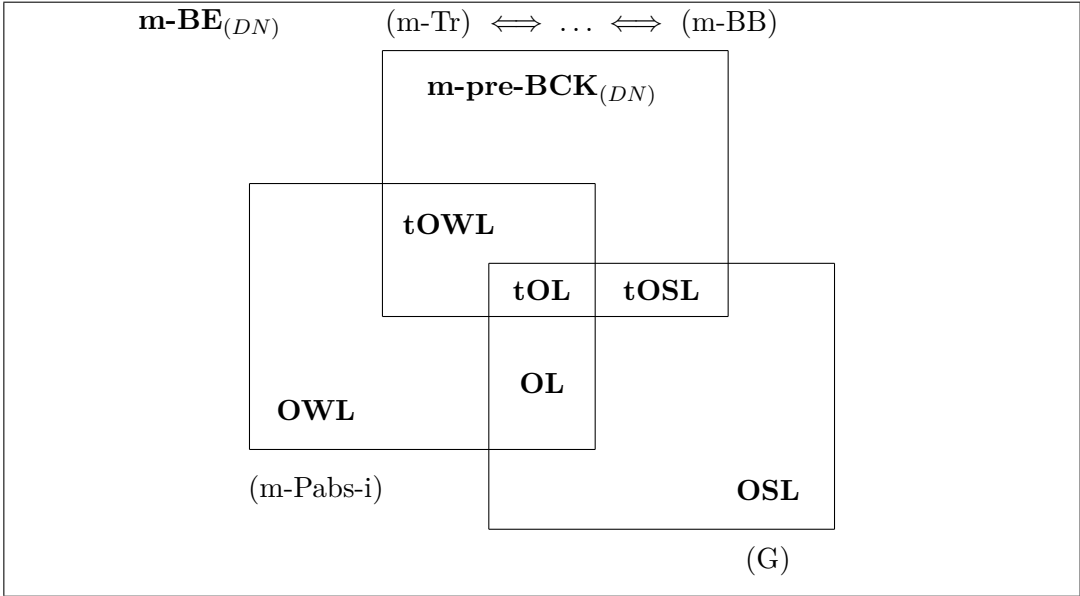 m-BE(DN) (m-Tr) ⟺ … ⟺ (m-BB)
m-pre-BCK(DN)
tOWL
tOL tOSL
OL
OWL
(m-Pabs-i) OSL
(G)